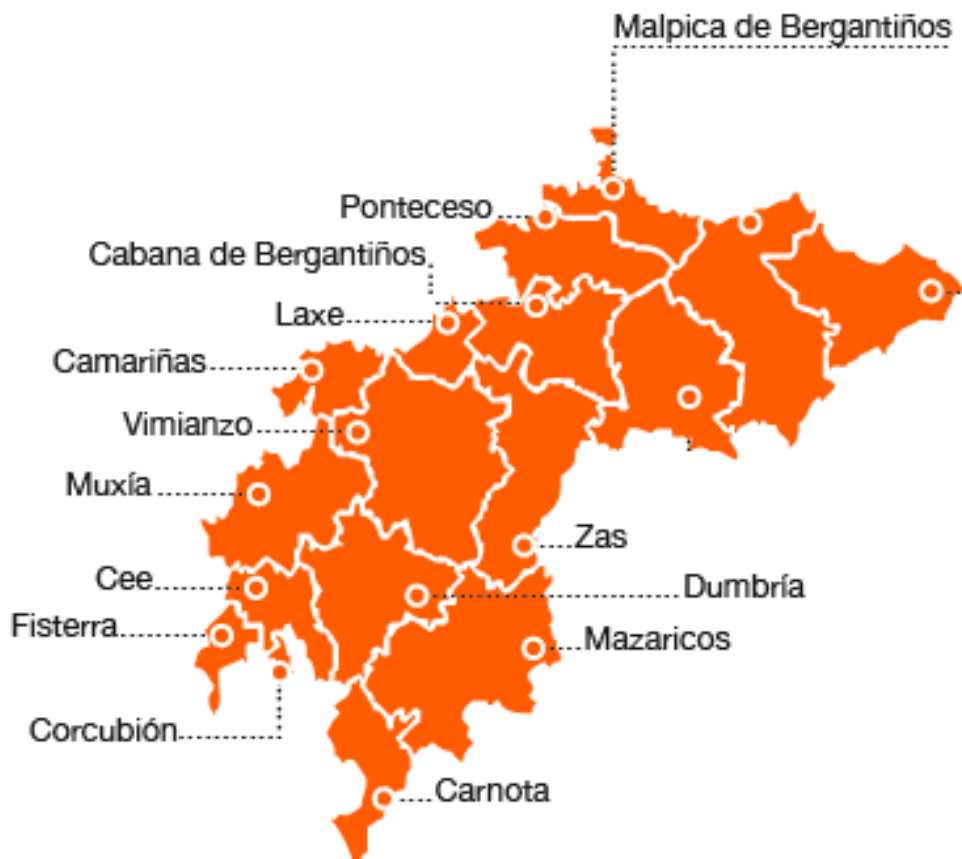 Malpica de Bergantiños
Ponteceso
Cabana de Bergantiños
Laxe
Camariñas
Vimianzo
Muxía
Zas
Cee
Dumbría
Fisterra
Mazaricos
Corcubión
Carnota